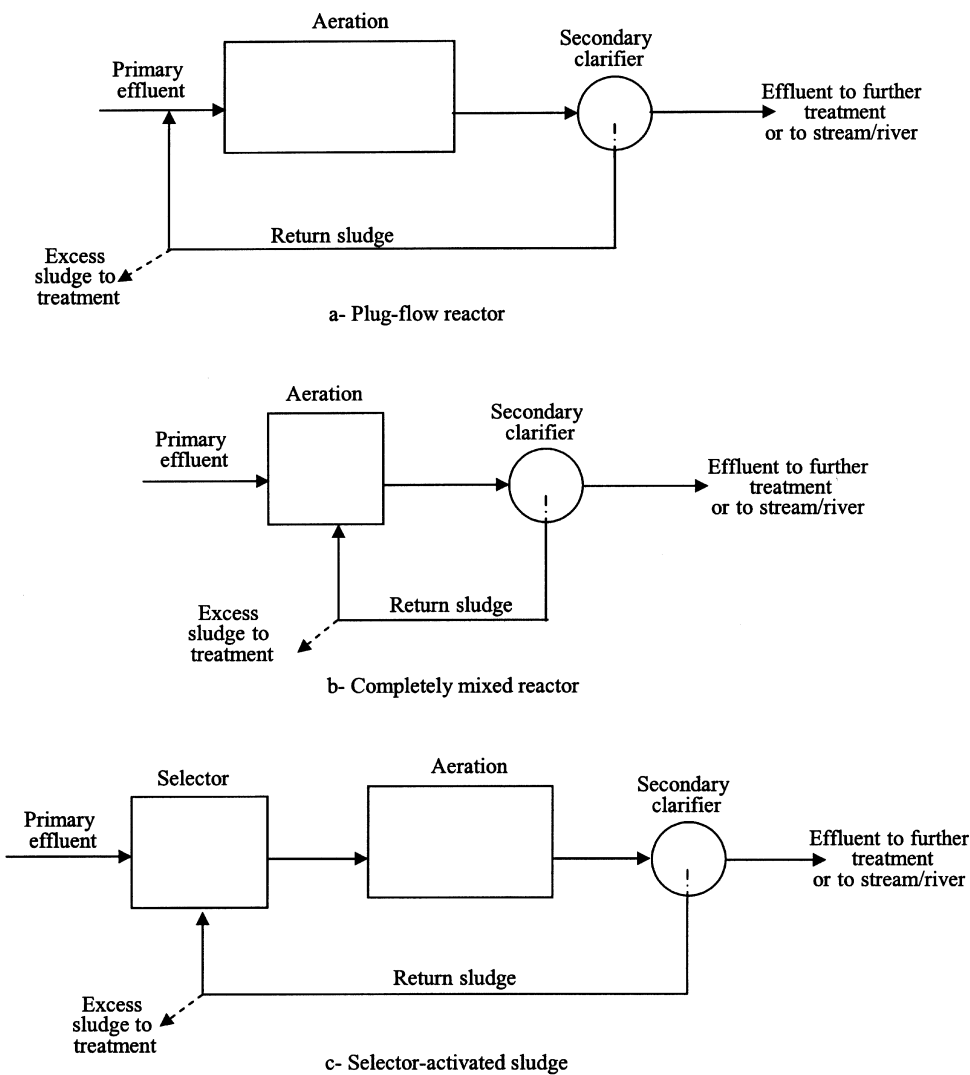 Aeration
Secondary
clarifier
Primary
effluent
Effluent to further
treatment
or to stream/river
Return sludge
Excess
sludge to
treatment
a- Plug-flow reactor
Aeration
Secondary
clarifier
Primary
effluent
Effluent to further
treatment
or to stream/river
Return sludge
Excess
sludge to
treatment
b- Completely mixed reactor
Selector
Aeration
Secondary
clarifier
Primary
effluent
Effluent to further
treatment
or to stream/river
Return sludge
Excess
sludge to
treatment
c- Selector-activated sludge